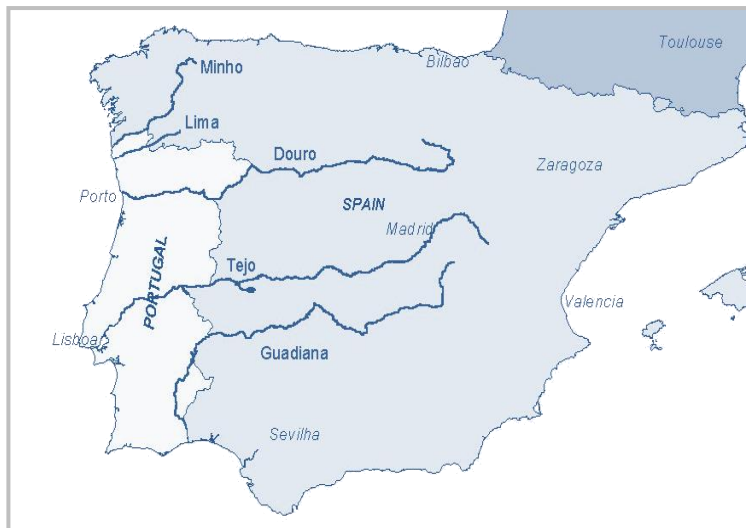 Toulouse
Bilbao
Minho
Lima
Douro
Zaragoza
Porto
SPAIN
Madrid
Tejo
PORTUGAL
Valencia
Lisboa
Guadiana
Sevilha